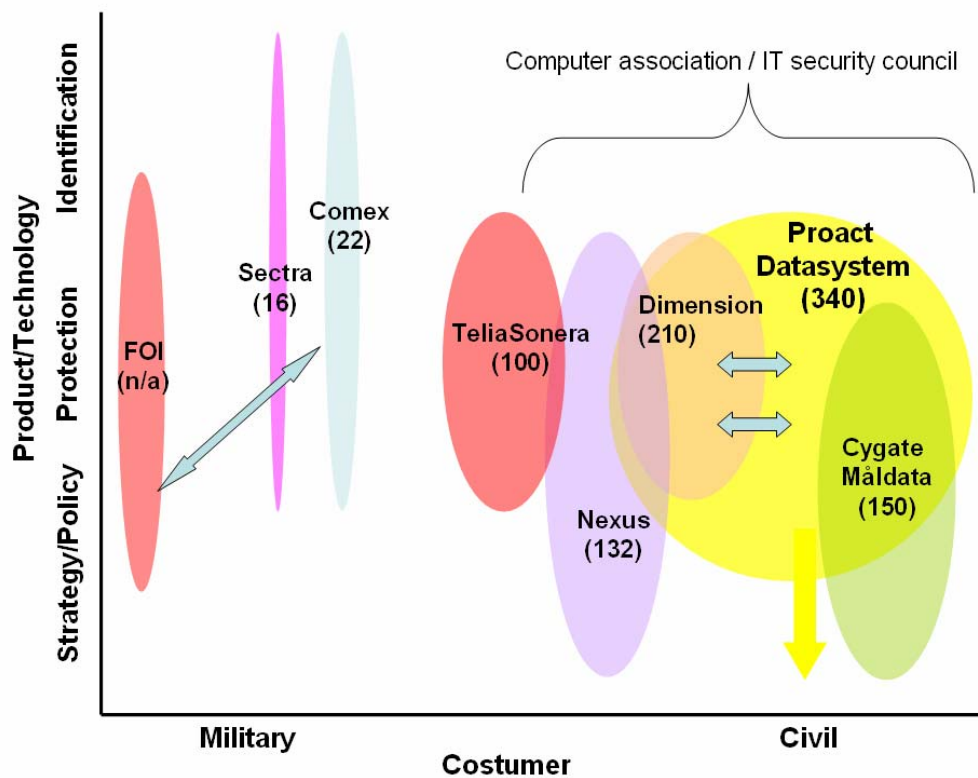 Computer association / IT security council
Product/Technology
Identification
Protection
Strategy/Policy
FOI
(n/a)
Sectra
(16)
Comex
(22)
TeliaSonera
(100)
Nexus
(132)
Dimension
(210)
Proact
Datasystem
(340)
Cygate
Måldata
(150)
Military
Civil
Costumer